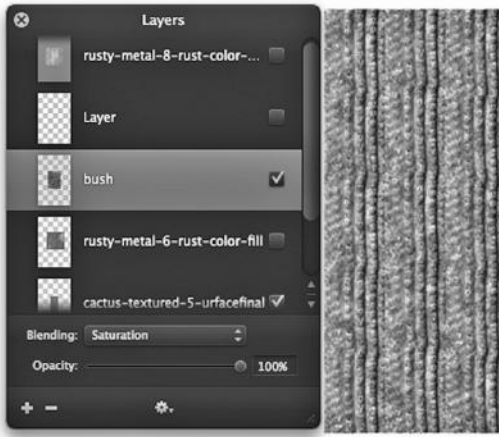 Layers
rusty-metal-8-rust-color-...
Layer
bush
rusty-metal-6-rust-color-fill
cactus-textured-5-urfacefinal
Blending: Saturation
Opacity: 100%